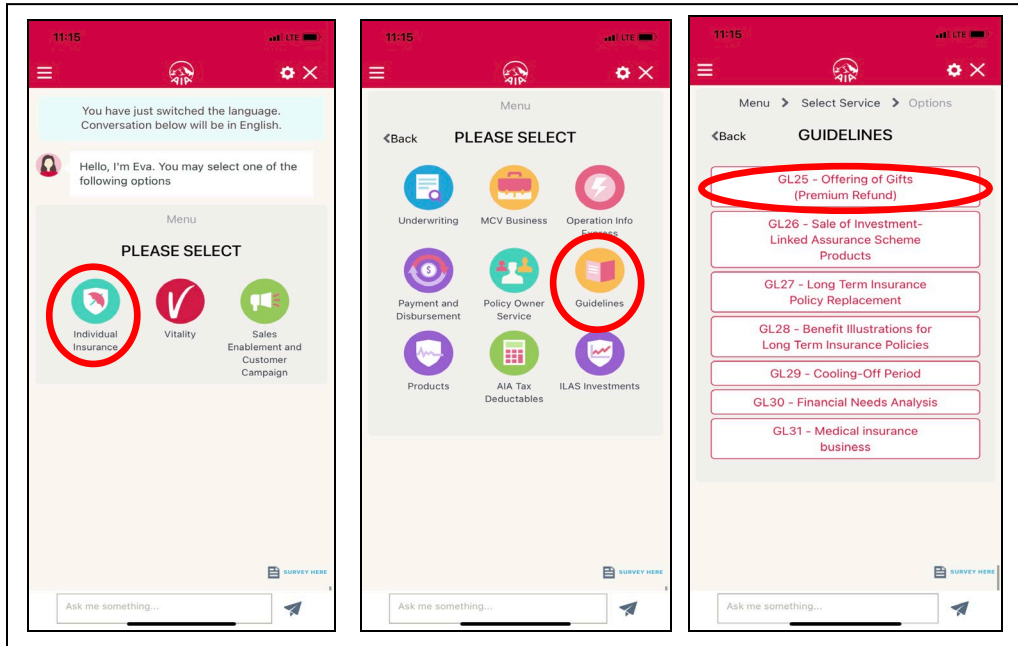 11:15
LTE
AIA
You have just switched the language.
Conversation below will be in English.
Hello, I'm Eva. You may select one of the
following options
Menu
PLEASE SELECT
Individual
Insurance
Vitality
Sales
Enablement and
Customer
Campaign
SURVEY HERE
Ask me something...
11:15
LTE
AIA
Menu
<Back
PLEASE SELECT
Underwriting
MCV Business
Operation Info
Express
Payment and
Disbursement
Policy Owner
Service
Guidelines
Products
AIA Tax
Deductables
ILAS Investments
SURVEY HERE
Ask me something...
11:15
LTE
AIA
Menu > Select Service > Options
<Back
GUIDELINES
GL25 - Offering of Gifts
(Premium Refund)
GL26 - Sale of Investment-
Linked Assurance Scheme
Products
GL27 - Long Term Insurance
Policy Replacement
GL28 - Benefit Illustrations for
Long Term Insurance Policies
GL29 - Cooling-Off Period
GL30 - Financial Needs Analysis
GL31 - Medical insurance
business
SURVEY HERE
Ask me something...